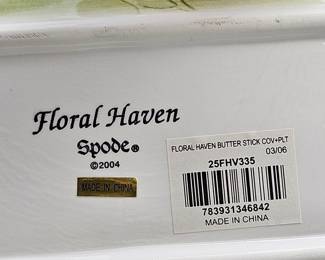 Floral Haven
Spode®
©2004
MADE IN CHINA
FLORAL HAVEN BUTTER STICK COV+PLT
03/06
25FHV335
783931346842
MADE IN CHINA